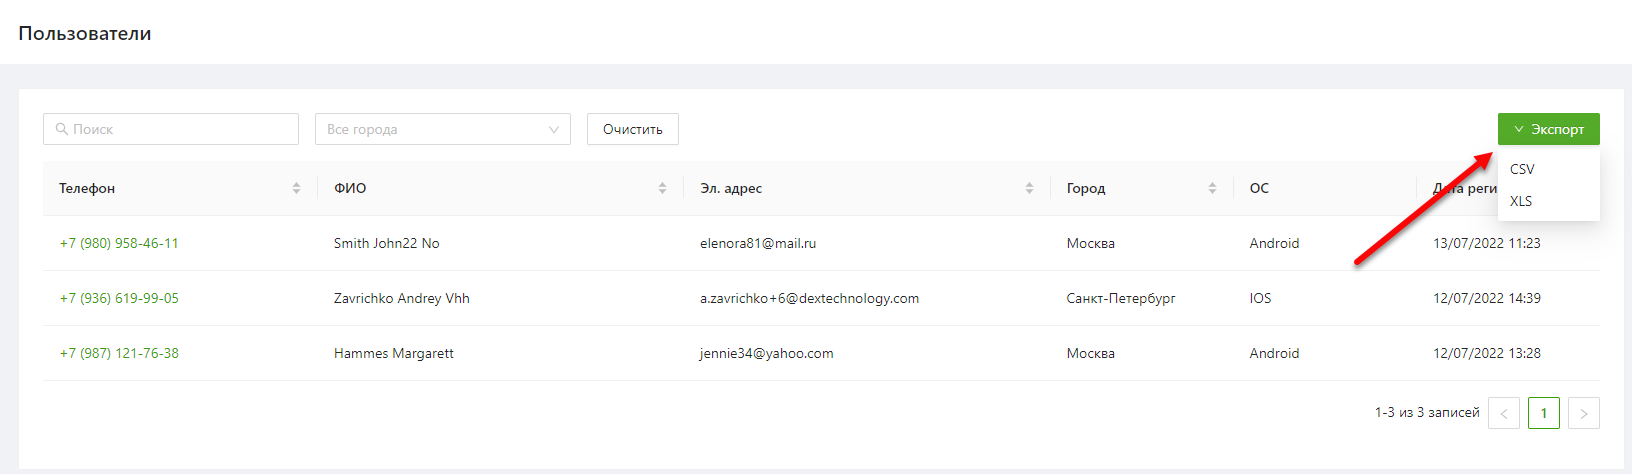 Пользователи
Поиск
Все города
Очистить
Экспорт
CSV
XLS
Телефон ФИО Эл. адрес Город ОС Дата реги
+7 (980) 958-46-11 Smith John22 No elenora81@mail.ru Москва Android 13/07/2022 11:23
+7 (936) 619-99-05 Zavrichko Andrey Vhh a.zavrichko+6@dextechnology.com Санкт-Петербург IOS 12/07/2022 14:39
+7 (987) 121-76-38 Hammes Margarett jennie34@yahoo.com Москва Android 12/07/2022 13:28
1-3 из 3 записей 1